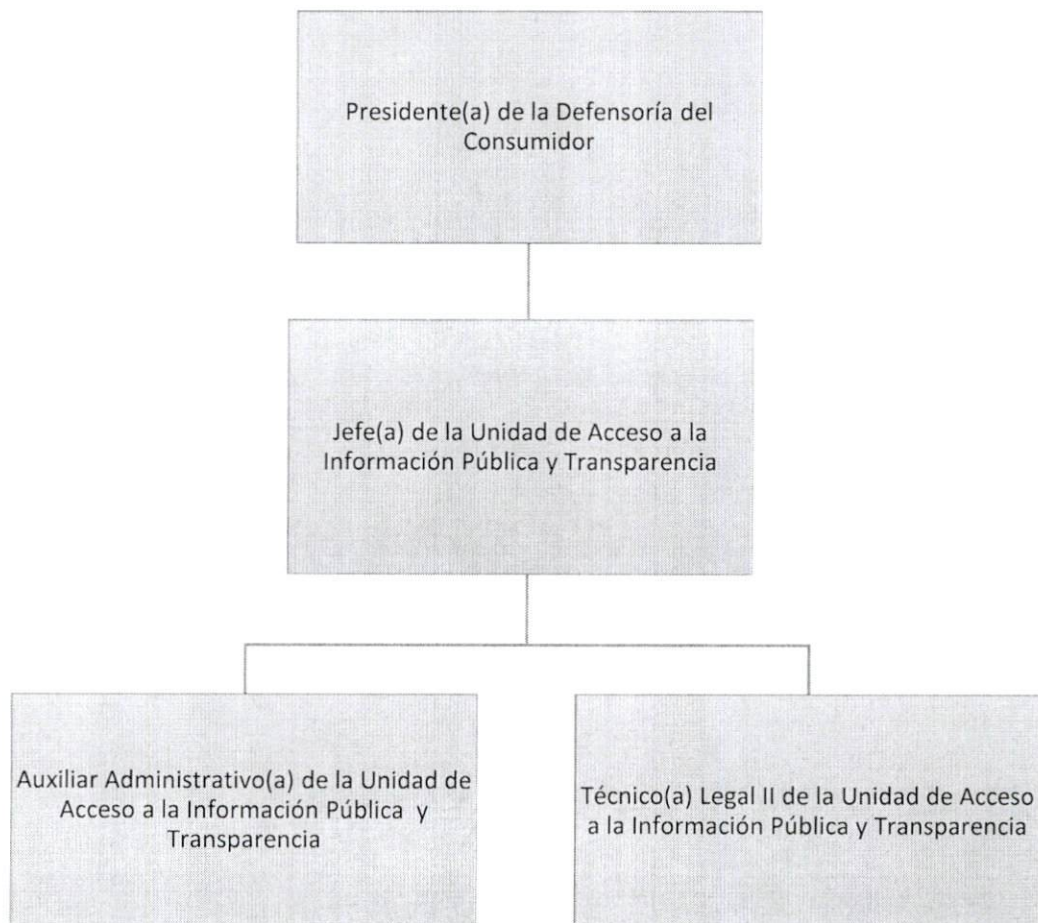 Presidente(a) de la Defensoría del
Consumidor
Jefe(a) de la Unidad de Acceso a la
Información Pública y Transparencia
Auxiliar Administrativo(a) de la Unidad de
Acceso a la Información Pública y
Transparencia
Técnico(a) Legal II de la Unidad de Acceso
a la Información Pública y Transparencia